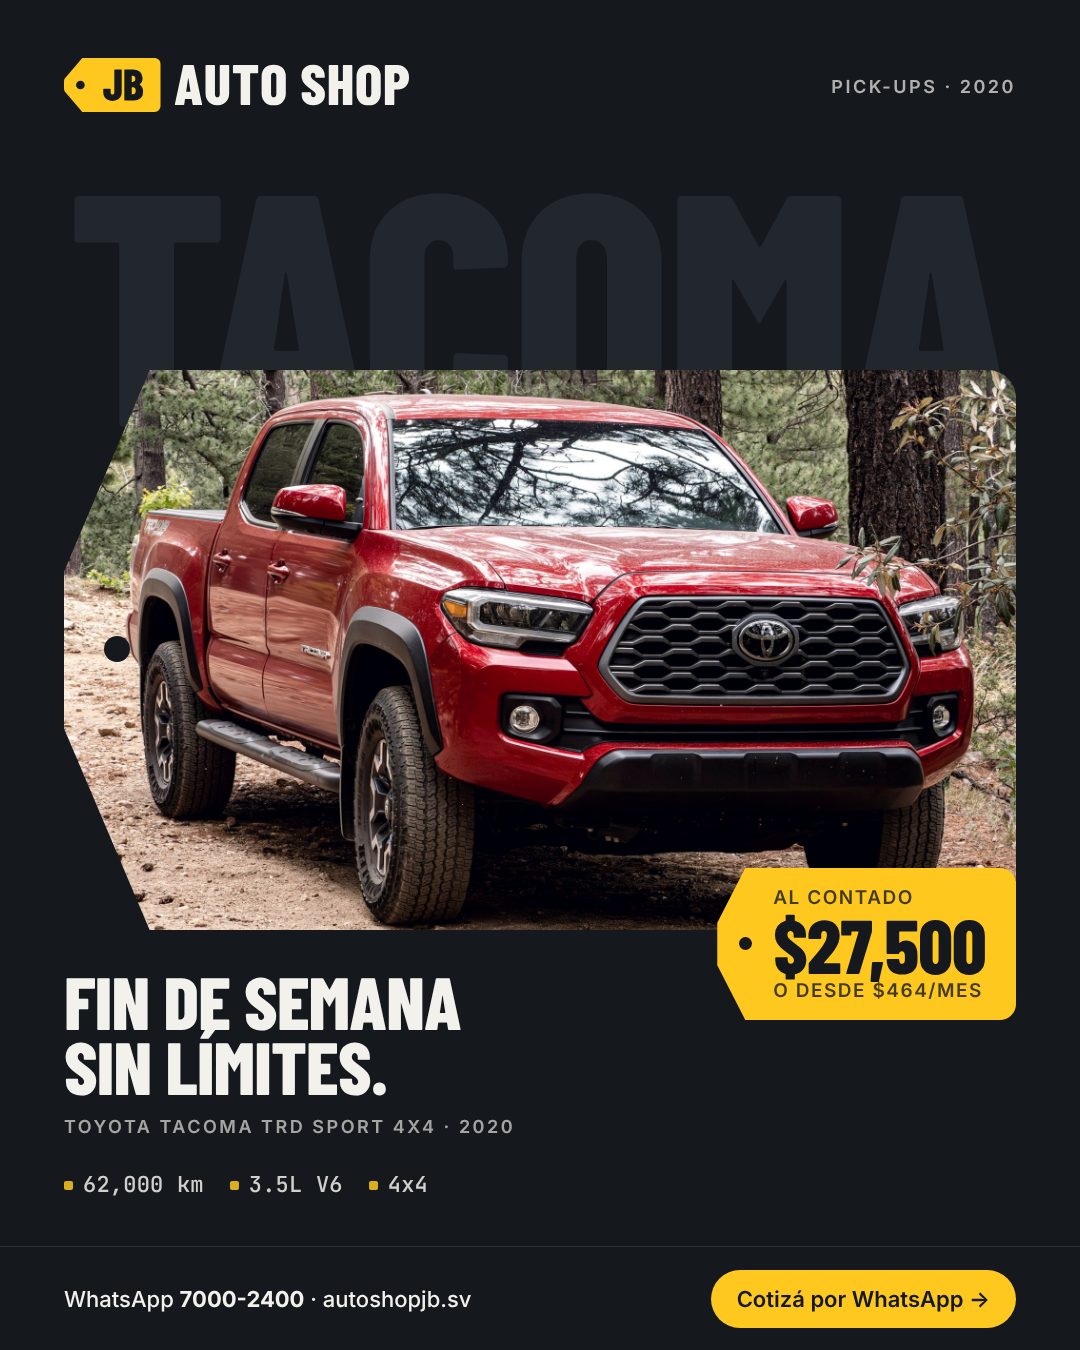 JB AUTO SHOP
PICK-UPS · 2020
TACOMA
AL CONTADO
$27,500
O DESDE $464/MES
FIN DE SEMANA
SIN LÍMITES.
TOYOTA TACOMA TRD SPORT 4X4 · 2020
62,000 km 3.5L V6 4x4
WhatsApp 7000-2400 · autoshopjb.sv
Cotizá por WhatsApp →